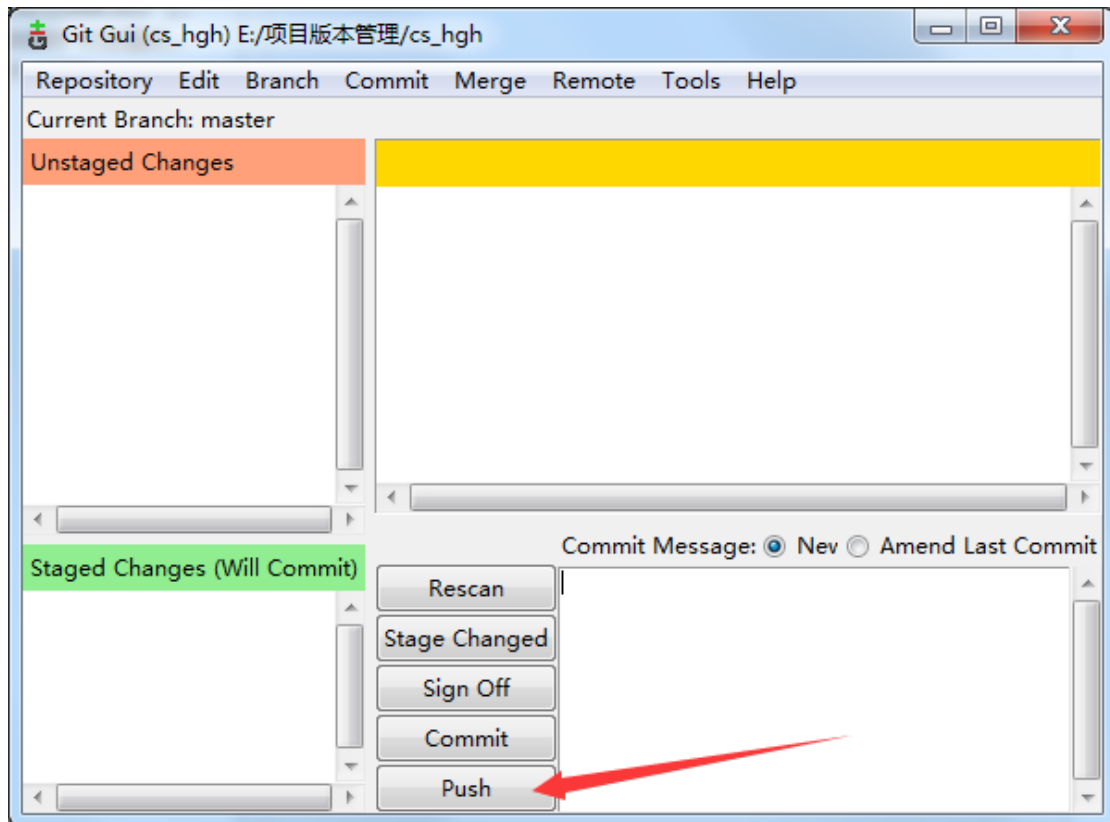 Git Gui (cs_hgh) E:/项目版本管理/cs_hgh
Repository Edit Branch Commit Merge Remote Tools Help
Current Branch: master
Unstaged Changes
Staged Changes (Will Commit)
Commit Message: Nev Amend Last Commit
Rescan
Stage Changed
Sign Off
Commit
Push